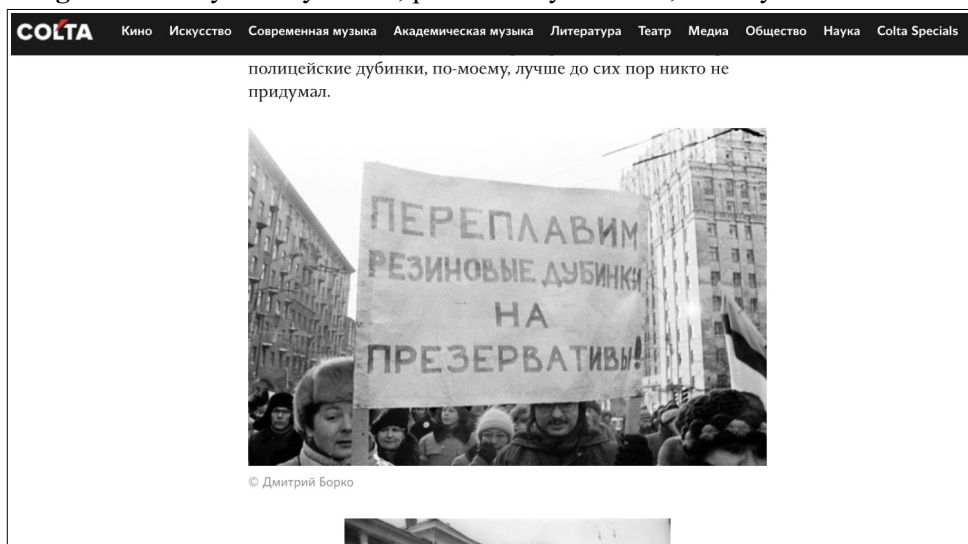 COLTA
Кино Искусство Современная музыка Академическая музыка Литература Театр Медиа Общество Наука Colta Specials
полицейские дубинки, по-моему, лучше до сих пор никто не
придумал.
ПЕРЕПЛАВИМ
РЕЗИНОВЫЕ ДУБИНКИ
НА
ПРЕЗЕРВАТИВЫ!
© Дмитрий Борко